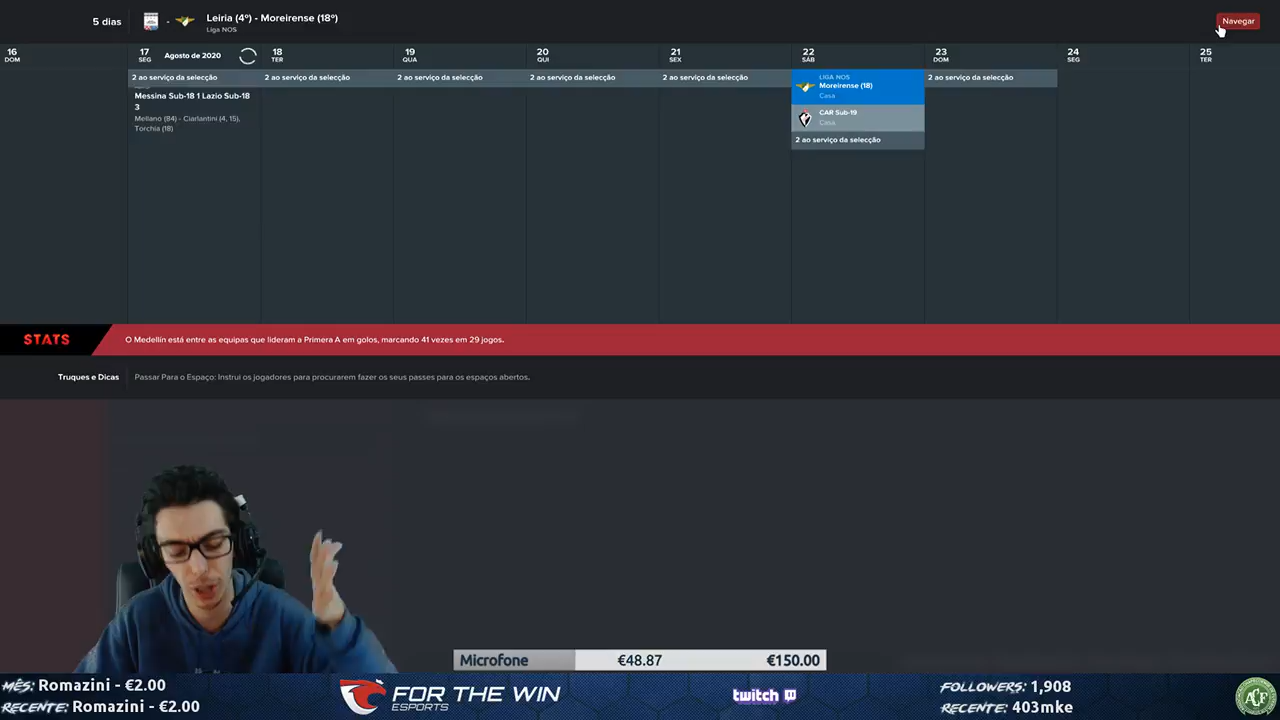 5 dias
Leiria (4º) - Moreirense (18º)
Liga NOS
Navegar
16
DOM
17
SEG
Agosto de 2020
18
TER
19
QUA
20
QUI
21
SEX
22
SÁB
23
DOM
24
SEG
25
TER
2 ao serviço da selecção
2 ao serviço da selecção
2 ao serviço da selecção
2 ao serviço da selecção
2 ao serviço da selecção
LIGA NOS
Moreirense (18)
Casa
2 ao serviço da selecção
Messina Sub-18 1 Lazio Sub-18
3
Mellano (84) - Ciarlantini (4, 15),
Torchia (18)
CAR Sub-19
Casa
2 ao serviço da selecção
STATS
O Medellín está entre as equipas que lideram a Primera A em golos, marcando 41 vezes em 29 jogos.
Truques e Dicas
Passar Para o Espaço: Instrui os jogadores para procurarem fazer os seus passes para os espaços abertos.
Microfone €48.87 €150.00
MÊS: Romazini - €2.00
RECENTE: Romazini - €2.00
FOR THE WIN
ESPORTS
twitch
FOLLOWERS: 1,908
RECENTE: 403mke